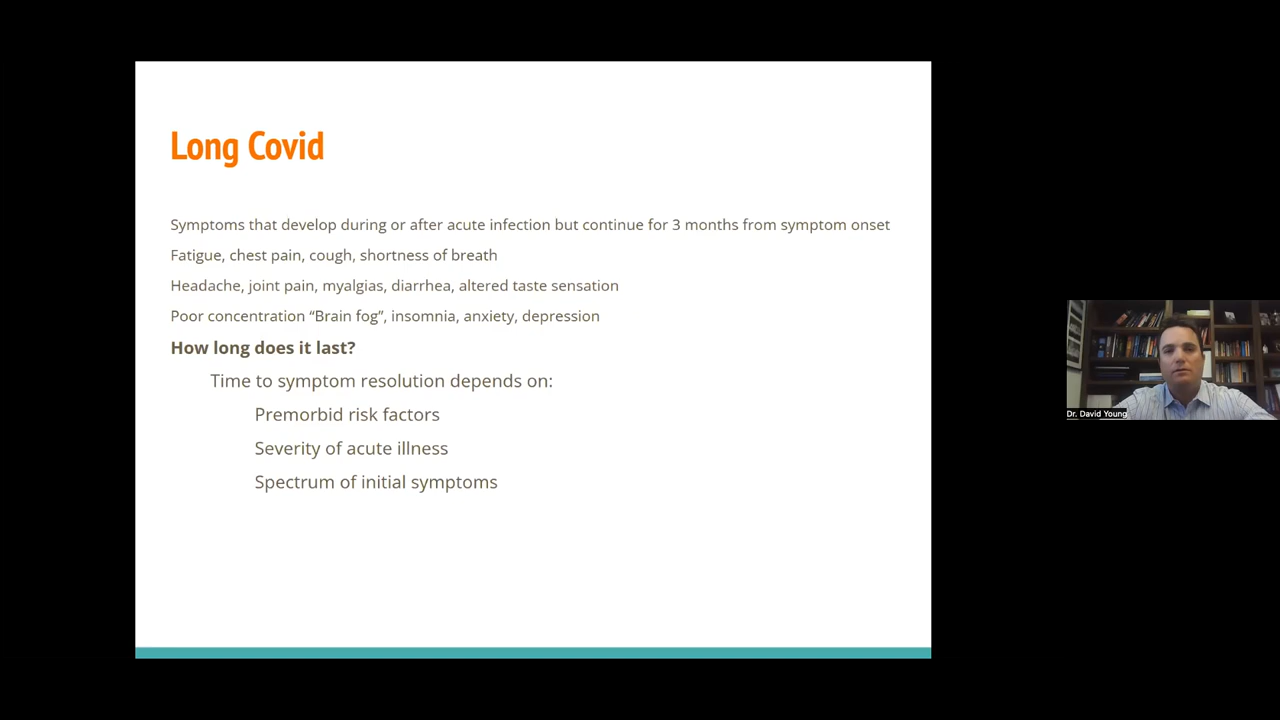 Long Covid
Symptoms that develop during or after acute infection but continue for 3 months from symptom onset
Fatigue, chest pain, cough, shortness of breath
Headache, joint pain, myalgias, diarrhea, altered taste sensation
Poor concentration “Brain fog”, insomnia, anxiety, depression
How long does it last?
Time to symptom resolution depends on:
Premorbid risk factors
Severity of acute illness
Spectrum of initial symptoms
Dr. David Young